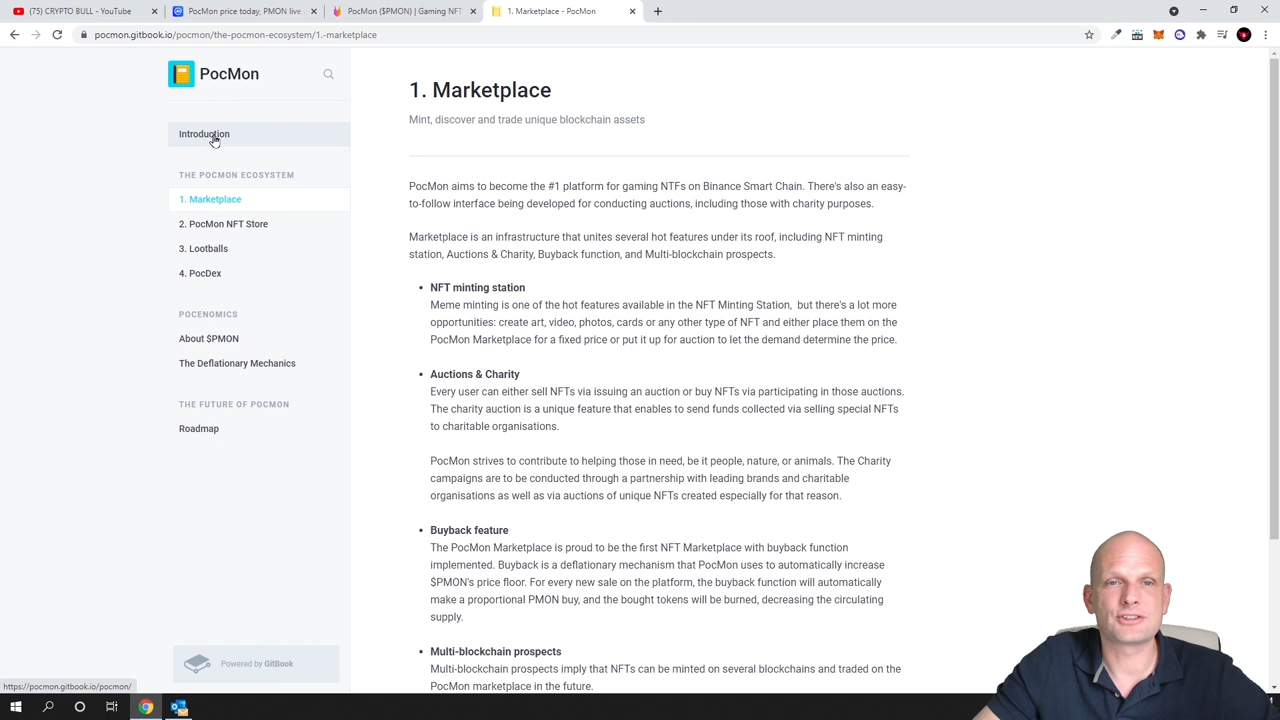 (75) CRYPTO BULL - YouTube
PocMon price today, PMON live
PocMon ($PMON) | Gaming NFT
1. Marketplace - PocMon
pocmon.gitbook.io/pocmon/the-pocmon-ecosystem/1.-marketplace
PocMon
Introduction
THE POCMON ECOSYSTEM
1. Marketplace
2. PocMon NFT Store
3. Lootballs
4. PocDex
POCENOMICS
About $PMON
The Deflationary Mechanics
THE FUTURE OF POCMON
Roadmap
Powered by GitBook
https://pocmon.gitbook.io/pocmon/
1. Marketplace
Mint, discover and trade unique blockchain assets
PocMon aims to become the #1 platform for gaming NTFs on Binance Smart Chain. There's also an easy-
to-follow interface being developed for conducting auctions, including those with charity purposes.
Marketplace is an infrastructure that unites several hot features under its roof, including NFT minting
station, Auctions & Charity, Buyback function, and Multi-blockchain prospects.
• NFT minting station
Meme minting is one of the hot features available in the NFT Minting Station, but there's a lot more
opportunities: create art, video, photos, cards or any other type of NFT and either place them on the
PocMon Marketplace for a fixed price or put it up for auction to let the demand determine the price.
• Auctions & Charity
Every user can either sell NFTs via issuing an auction or buy NFTs via participating in those auctions.
The charity auction is a unique feature that enables to send funds collected via selling special NFTs
to charitable organisations.
PocMon strives to contribute to helping those in need, be it people, nature, or animals. The Charity
campaigns are to be conducted through a partnership with leading brands and charitable
organisations as well as via auctions of unique NFTs created especially for that reason.
• Buyback feature
The PocMon Marketplace is proud to be the first NFT Marketplace with buyback function
implemented. Buyback is a deflationary mechanism that PocMon uses to automatically increase
$PMON's price floor. For every new sale on the platform, the buyback function will automatically
make a proportional PMON buy, and the bought tokens will be burned, decreasing the circulating
supply.
• Multi-blockchain prospects
Multi-blockchain prospects imply that NFTs can be minted on several blockchains and traded on the
PocMon marketplace in the future.